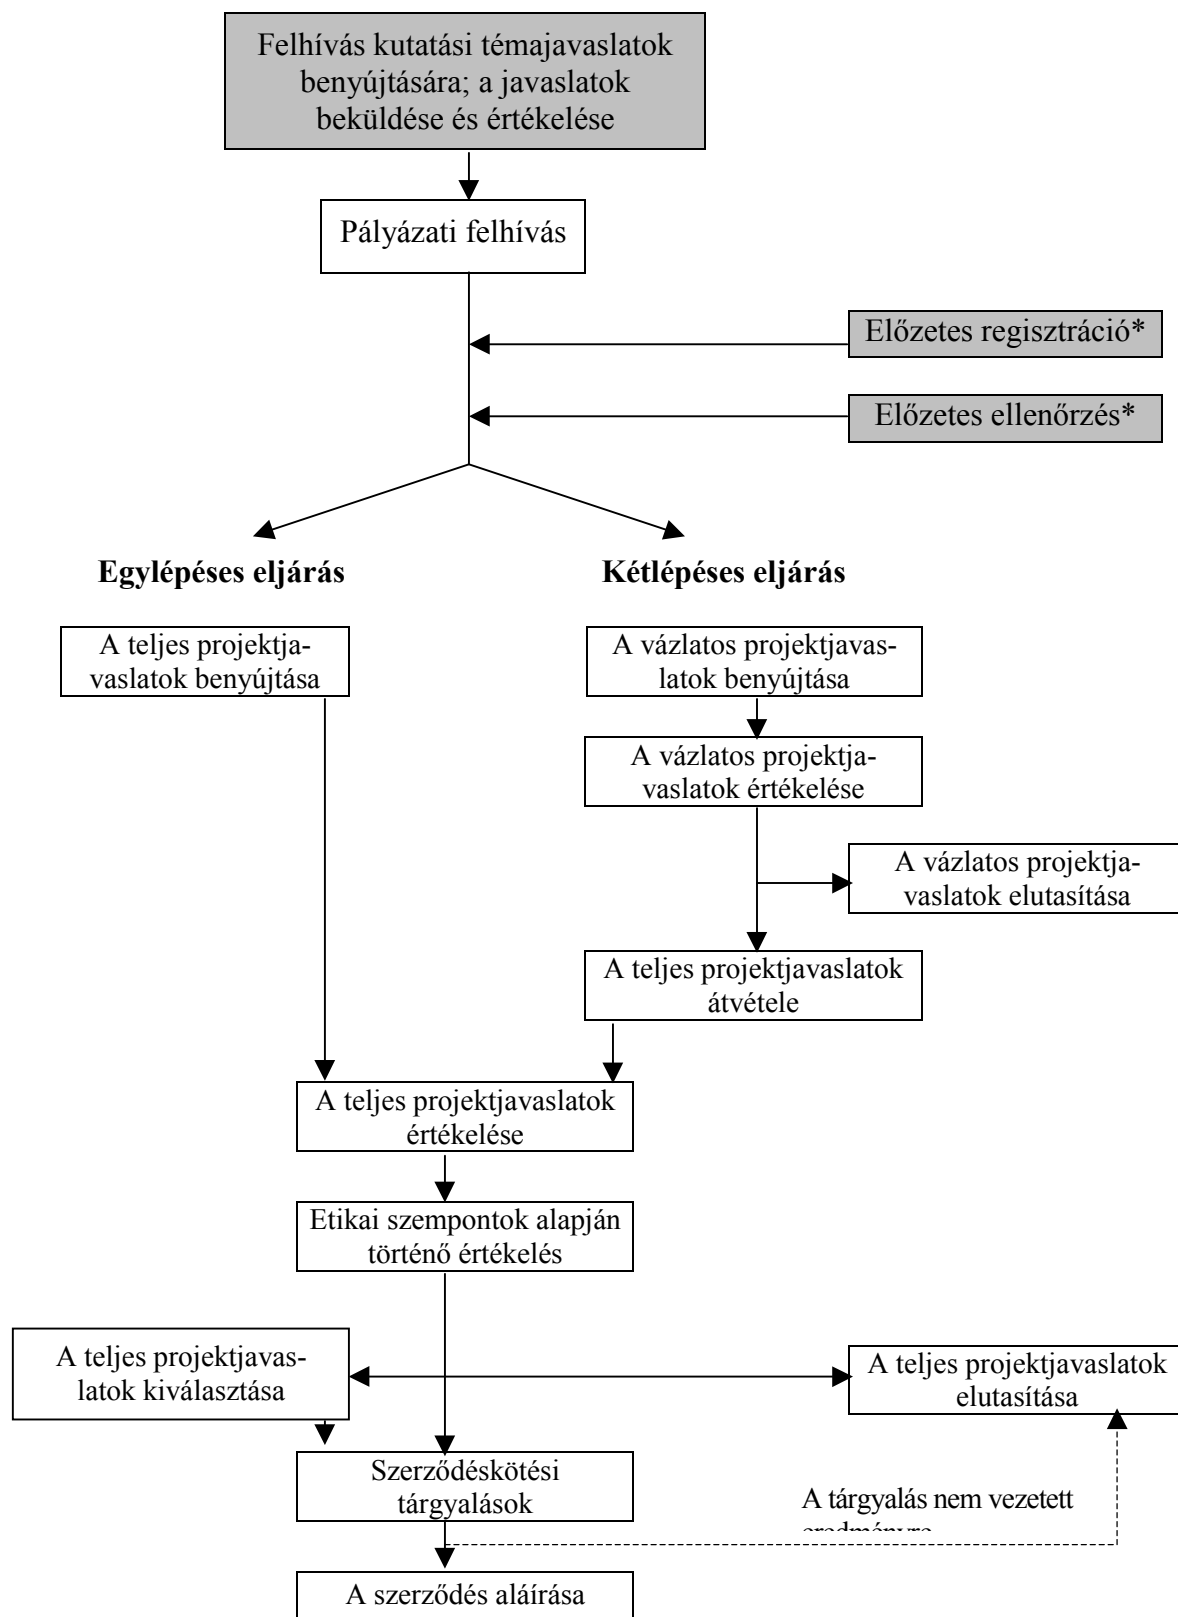 Felhívás kutatási témajavaslatok
benyújtására; a javaslatok
beküldése és értékelése
Pályázati felhívás
Előzetes regisztráció*
Előzetes ellenőrzés*
Egylépéses eljárás
Kétlépéses eljárás
A teljes projektja-
vaslatok benyújtása
A vázlatos projektjavas-
latok benyújtása
A vázlatos projektja-
vaslatok értékelése
A vázlatos projektja-
vaslatok elutasítása
A teljes projektjavaslatok
átvétele
A teljes projektjavaslatok
értékelése
Etikai szempontok alapján
történő értékelés
A teljes projektjavas-
latok kiválasztása
A teljes projektjavaslatok
elutasítása
Szerződéskötési
tárgyalások
A tárgyalás nem vezetett
eredményre
A szerződés aláírása